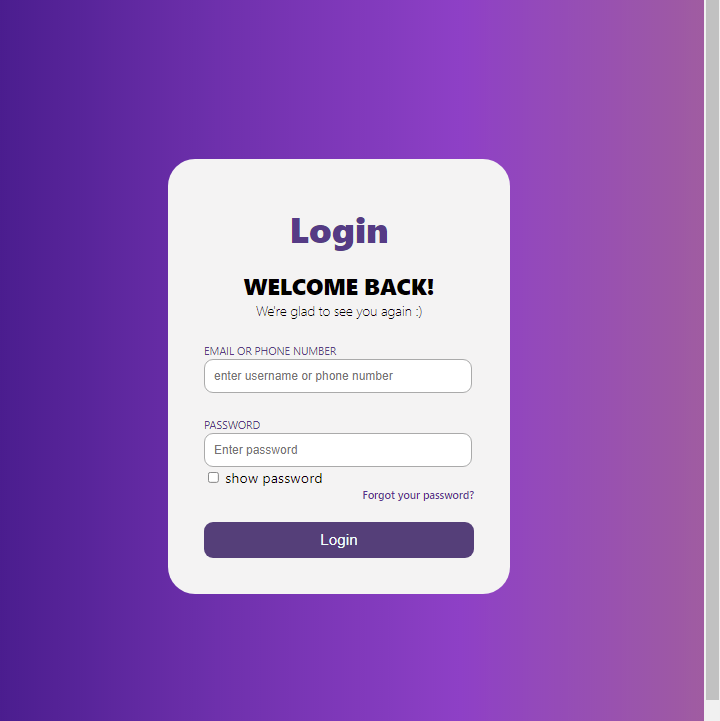 Login
WELCOME BACK!
We're glad to see you again :)
EMAIL OR PHONE NUMBER
enter username or phone number
PASSWORD
Enter password
show password
Forgot your password?
Login